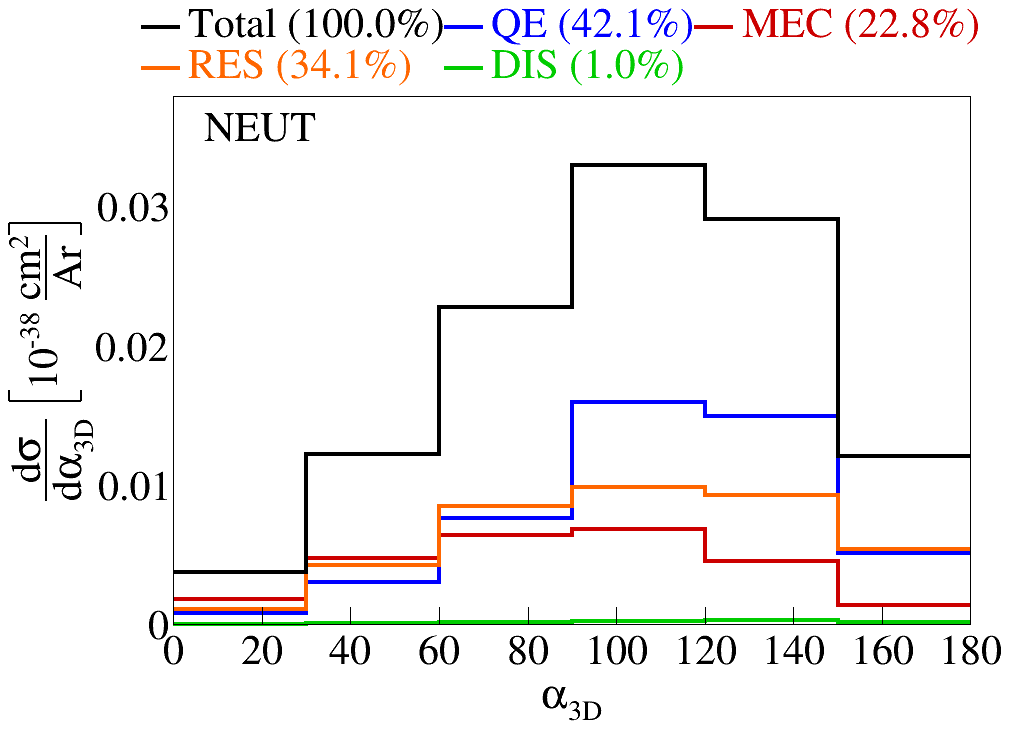 Total (100.0%) QE (42.1%) MEC (22.8%)
RES (34.1%) DIS (1.0%)
NEUT
dσ/dα3D [10^-38 cm^2/Ar]
0.03
0.02
0.01
0
0 20 40 60 80 100 120 140 160 180
α3D